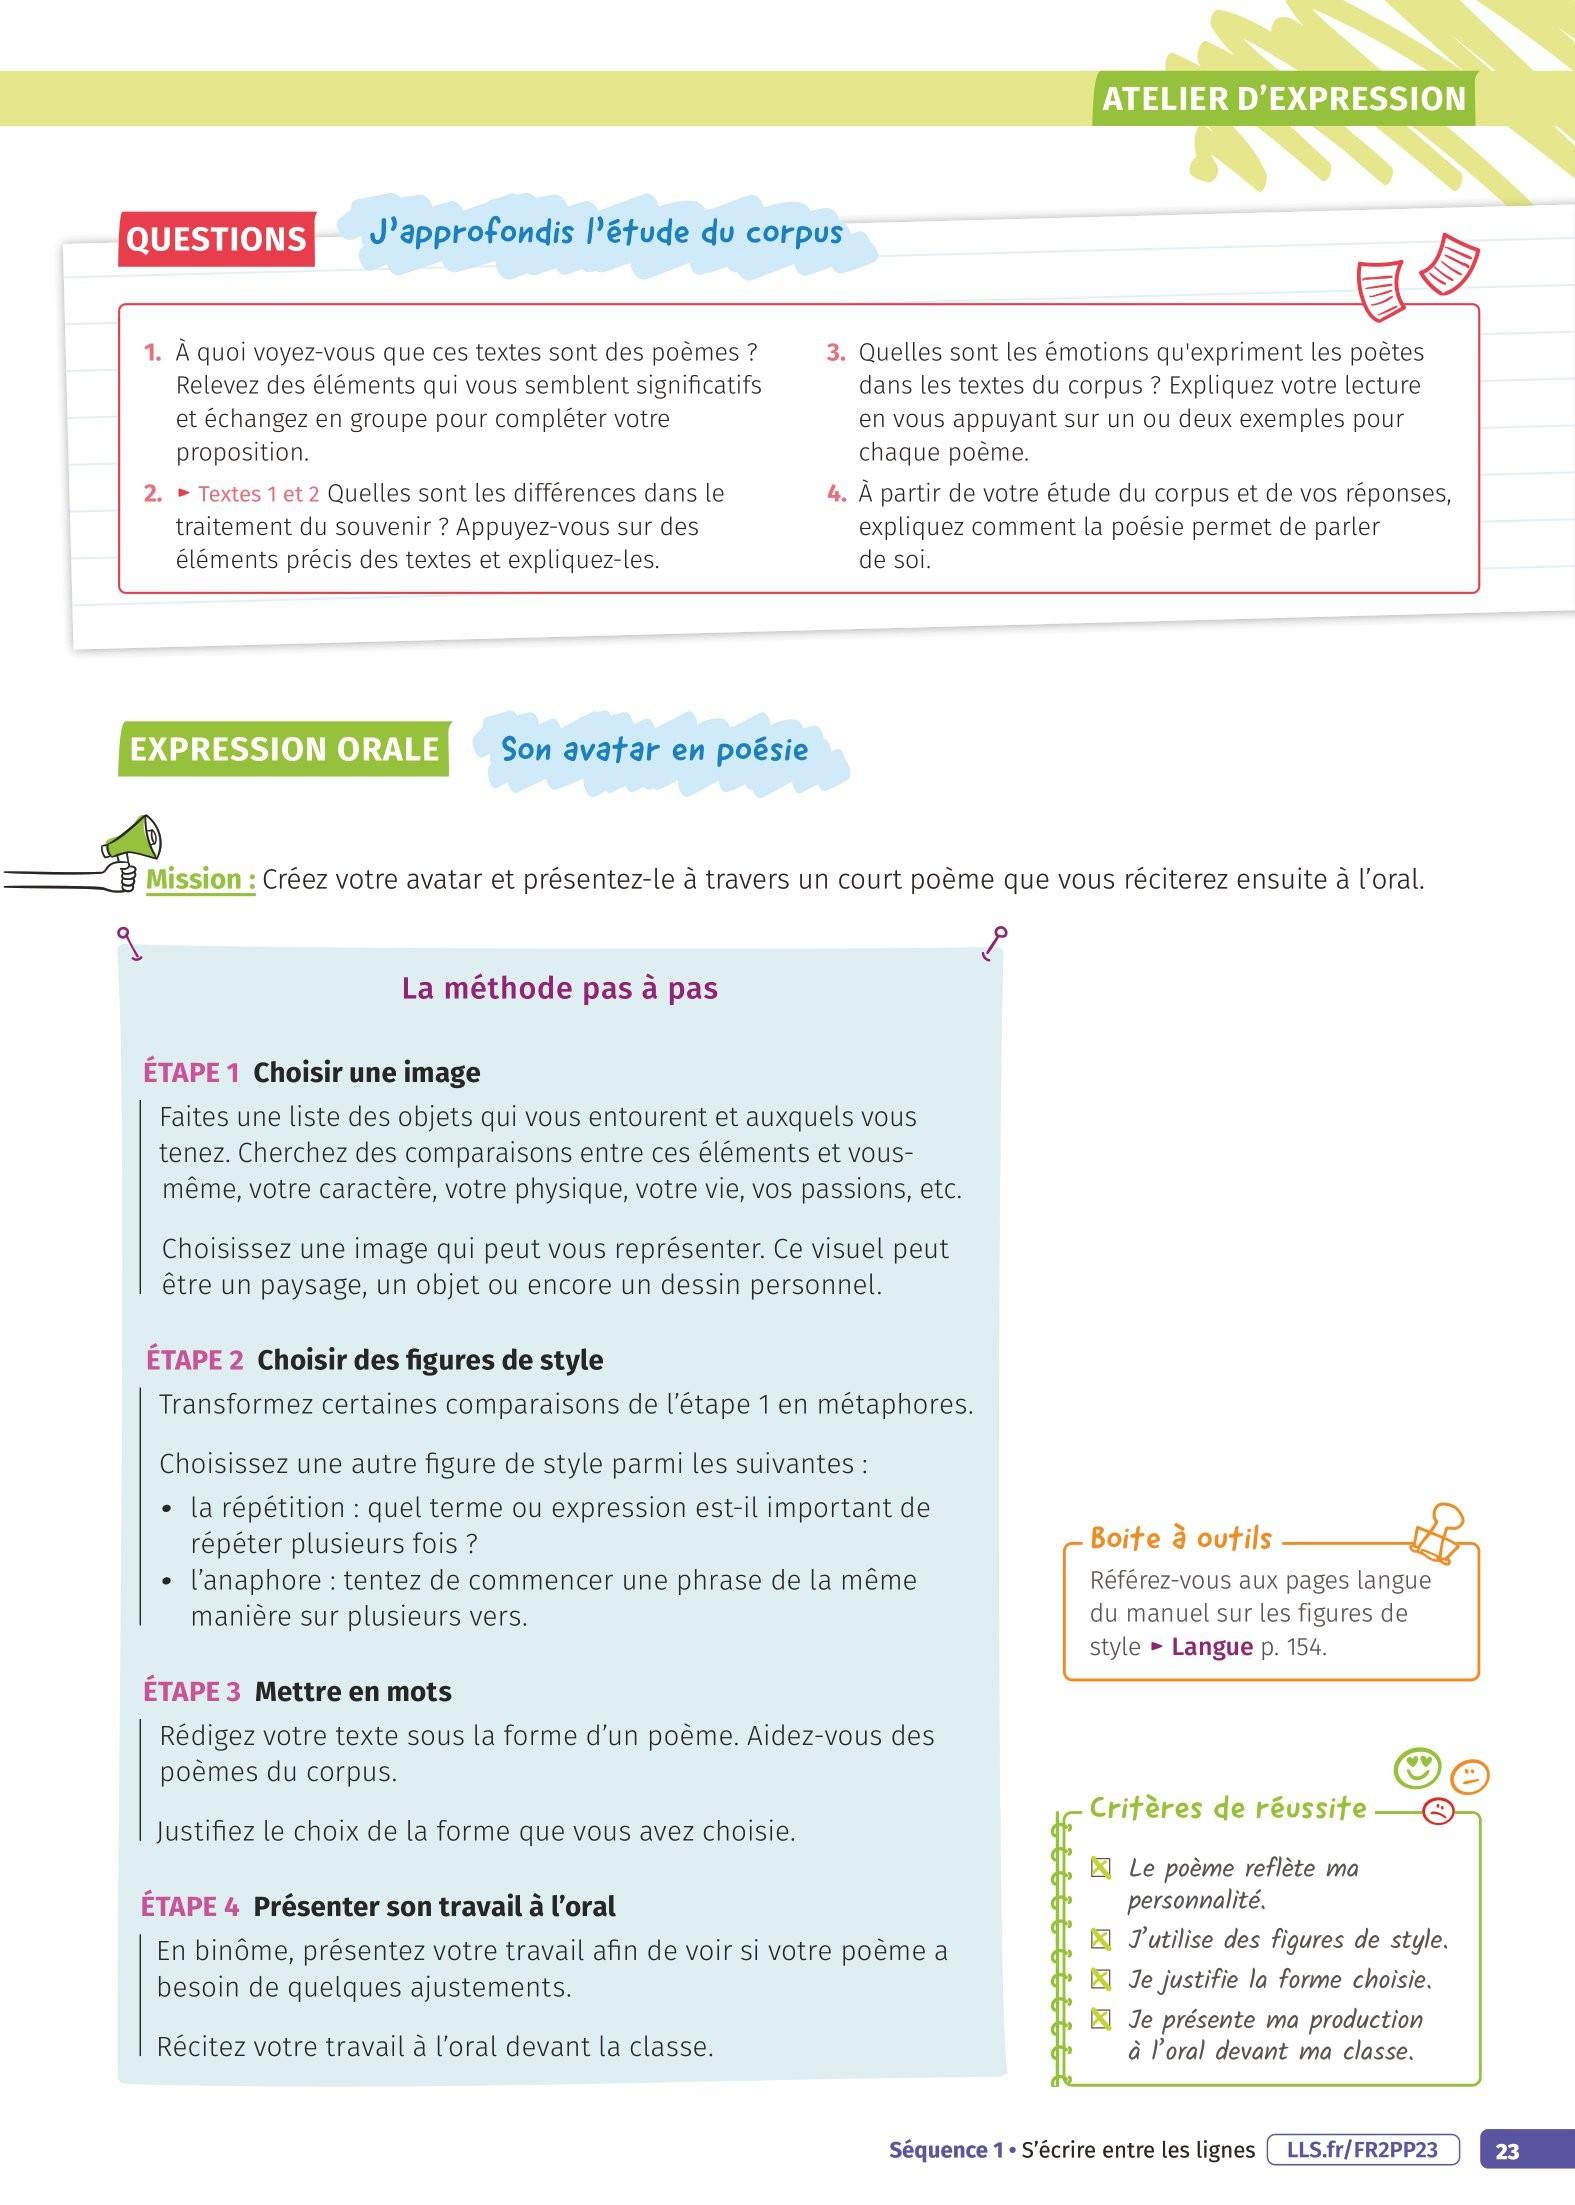 ATELIER D'EXPRESSION
QUESTIONS
J'approfondis l'étude du corpus
1. À quoi voyez-vous que ces textes sont des poèmes ?
Relevez des éléments qui vous semblent significatifs
et échangez en groupe pour compléter votre
proposition.
2. ► Textes 1 et 2 Quelles sont les différences dans le
traitement du souvenir ? Appuyez-vous sur des
éléments précis des textes et expliquez-les.
3. Quelles sont les émotions qu'expriment les poètes
dans les textes du corpus ? Expliquez votre lecture
en vous appuyant sur un ou deux exemples pour
chaque poème.
4. À partir de votre étude du corpus et de vos réponses,
expliquez comment la poésie permet de parler
de soi.
EXPRESSION ORALE
Son avatar en poésie
Mission : Créez votre avatar et présentez-le à travers un court poème que vous réciterez ensuite à l'oral.
La méthode pas à pas
ÉTAPE 1 Choisir une image
Faites une liste des objets qui vous entourent et auxquels vous
tenez. Cherchez des comparaisons entre ces éléments et vous-
même, votre caractère, votre physique, votre vie, vos passions, etc.
Choisissez une image qui peut vous représenter. Ce visuel peut
être un paysage, un objet ou encore un dessin personnel.
ÉTAPE 2 Choisir des figures de style
Transformez certaines comparaisons de l'étape 1 en métaphores.
Choisissez une autre figure de style parmi les suivantes :
• la répétition : quel terme ou expression est-il important de
répéter plusieurs fois ?
• l'anaphore : tentez de commencer une phrase de la même
manière sur plusieurs vers.
ÉTAPE 3 Mettre en mots
Rédigez votre texte sous la forme d'un poème. Aidez-vous des
poèmes du corpus.
Justifiez le choix de la forme que vous avez choisie.
ÉTAPE 4 Présenter son travail à l'oral
En binôme, présentez votre travail afin de voir si votre poème a
besoin de quelques ajustements.
Récitez votre travail à l'oral devant la classe.
Boite à outils
Référez-vous aux pages langue
du manuel sur les figures de
style ► Langue p. 154.
Critères de réussite
Le poème reflète ma
personnalité.
J'utilise des figures de style.
Je justifie la forme choisie.
Je présente ma production
à l'oral devant ma classe.
Séquence 1 • S'écrire entre les lignes LLS.fr/FR2PP23 23